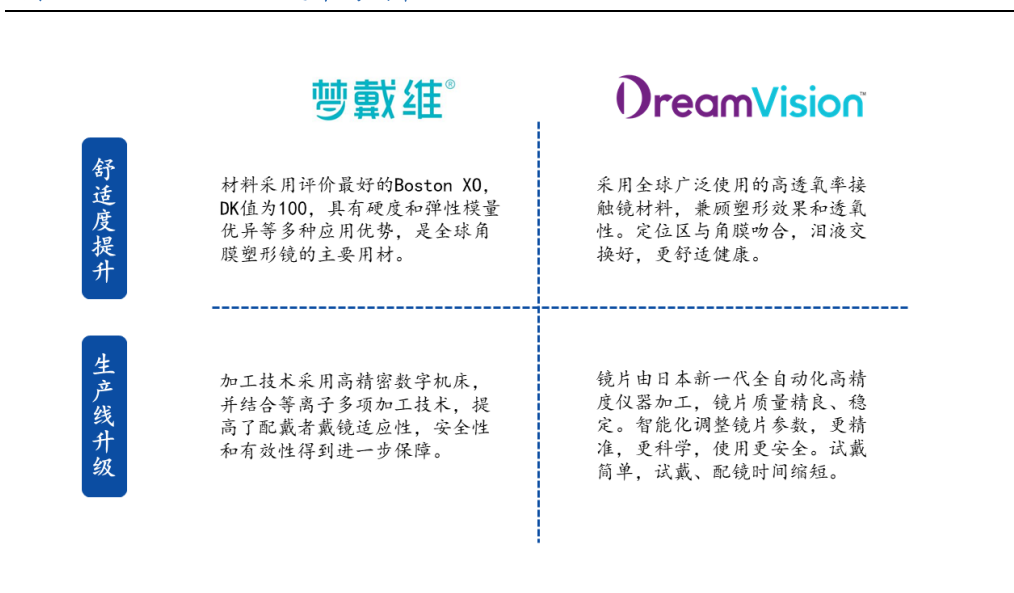 梦戴维®
DreamVision™
舒适度提升
材料采用评价最好的Boston XO，
DK值为100，具有硬度和弹性模量
优异等多种应用优势，是全球角
膜塑形镜的主要用材。
采用全球广泛使用的高透氧率接
触镜材料，兼顾塑形效果和透氧
性。定位区与角膜吻合，泪液交
换好，更舒适健康。
生产线升级
加工技术采用高精密数字机床，
并结合等离子多项加工技术，提
高了配戴者戴镜适应性，安全性
和有效性得到进一步保障。
镜片由日本新一代全自动化高精
度仪器加工，镜片质量精良、稳
定。智能化调整镜片参数，更精
准，更科学，使用更安全。试戴
简单，试戴、配镜时间缩短。